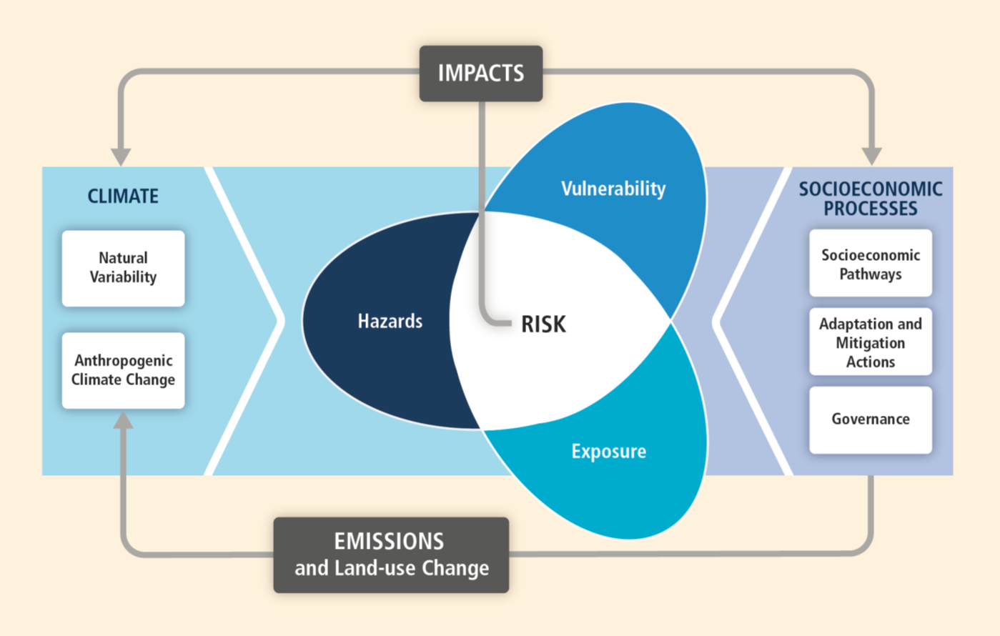 IMPACTS
CLIMATE
Natural
Variability
Anthropogenic
Climate Change
Vulnerability
Hazards
RISK
Exposure
SOCIOECONOMIC
PROCESSES
Socioeconomic
Pathways
Adaptation and
Mitigation
Actions
Governance
EMISSIONS
and Land-use Change